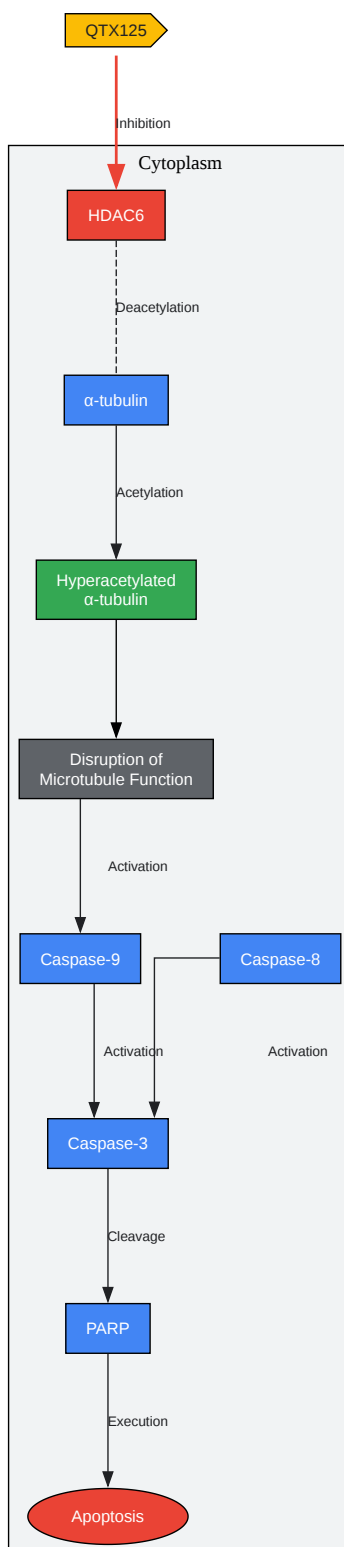 QTX125
Inhibition
Cytoplasm
HDAC6
Deacetylation
α-tubulin
Acetylation
Hyperacetylated
α-tubulin
Disruption of
Microtubule Function
Activation
Caspase-9
Caspase-8
Activation
Activation
Caspase-3
Cleavage
PARP
Execution
Apoptosis